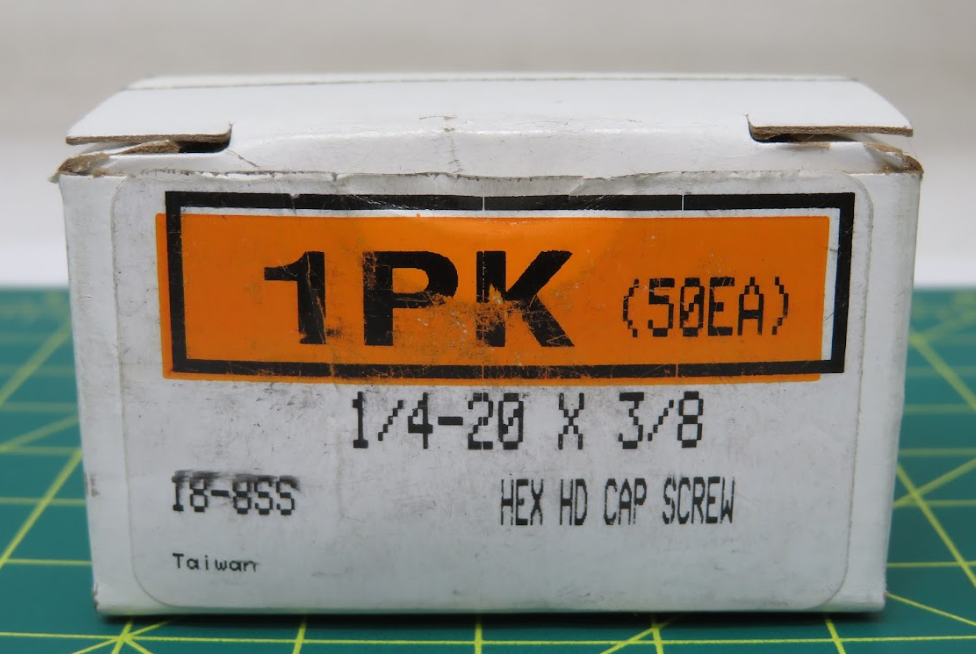 1PK (50EA)
1/4-20 X 3/8
18-8SS HEX HD CAP SCREW
Taiwan